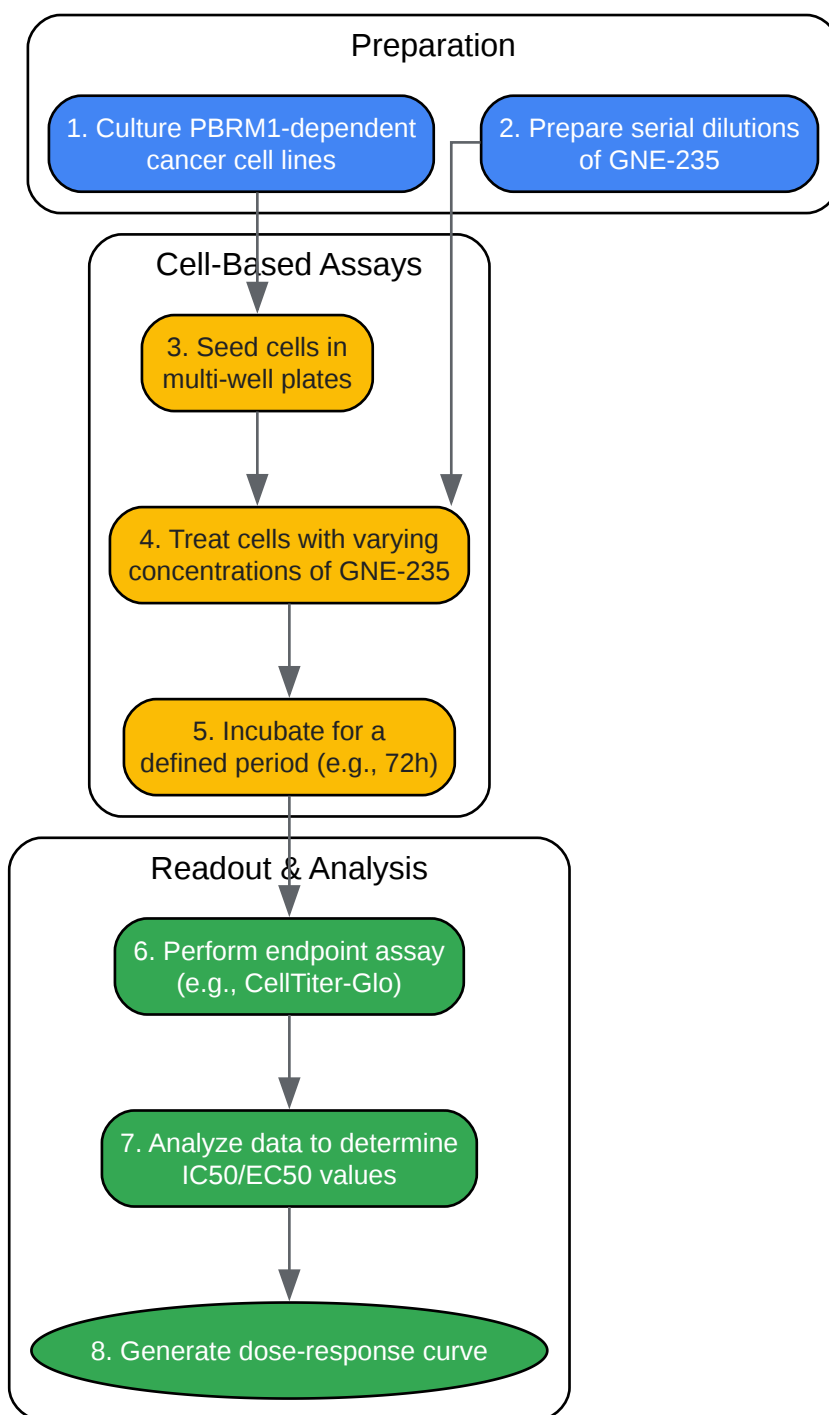 Preparation
1. Culture PBRM1-dependent
cancer cell lines
2. Prepare serial dilutions
of GNE-235
Cell-Based Assays
3. Seed cells in
multi-well plates
4. Treat cells with varying
concentrations of GNE-235
5. Incubate for a
defined period (e.g., 72h)
Readout & Analysis
6. Perform endpoint assay
(e.g., CellTiter-Glo)
7. Analyze data to determine
IC50/EC50 values
8. Generate dose-response curve